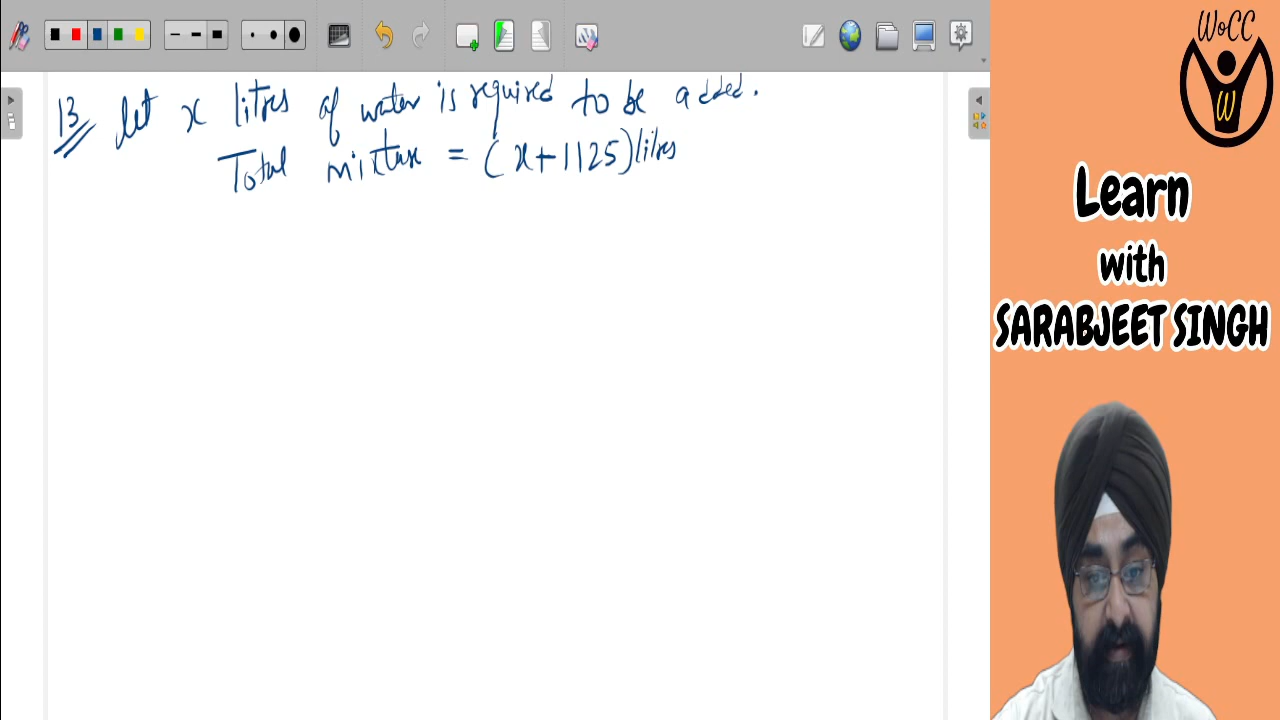 13 Let x litres of water is required to be added.
Total mixture = (x+1125)litres
WoCC
W
Learn
with
SARABJEET SINGH